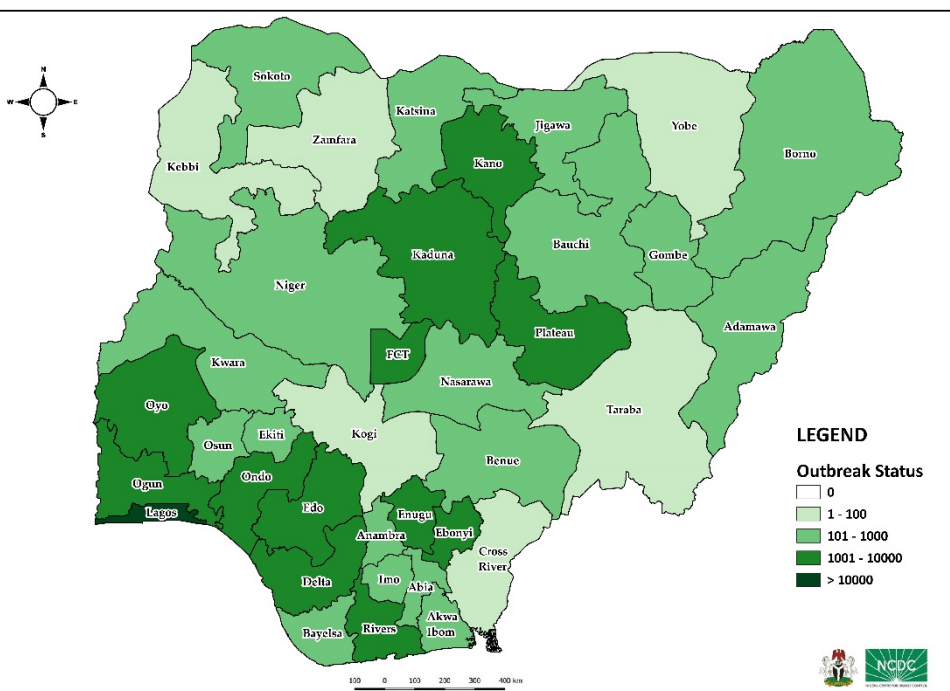 N
W E
S
Sokoto
Kebbi
Zamfara
Katsina
Kano
Jigawa
Yobe
Borno
Kaduna
Bauchi
Gombe
Niger
Adamawa
Plateau
FCT
Nasarawa
Kwara
Oyo
Taraba
Kogi
Osun
Ekiti
Benue
Ogun
Ondo
Edo
Lagos
Enugu
Ebonyi
Anambra
Cross
River
Delta
Imo
Abia
Akwa
Ibom
Bayelsa
Rivers
LEGEND
Outbreak Status
0
1 - 100
101 - 1000
1001 - 10000
> 10000
100 0 100 200 300 400 km
NCDC